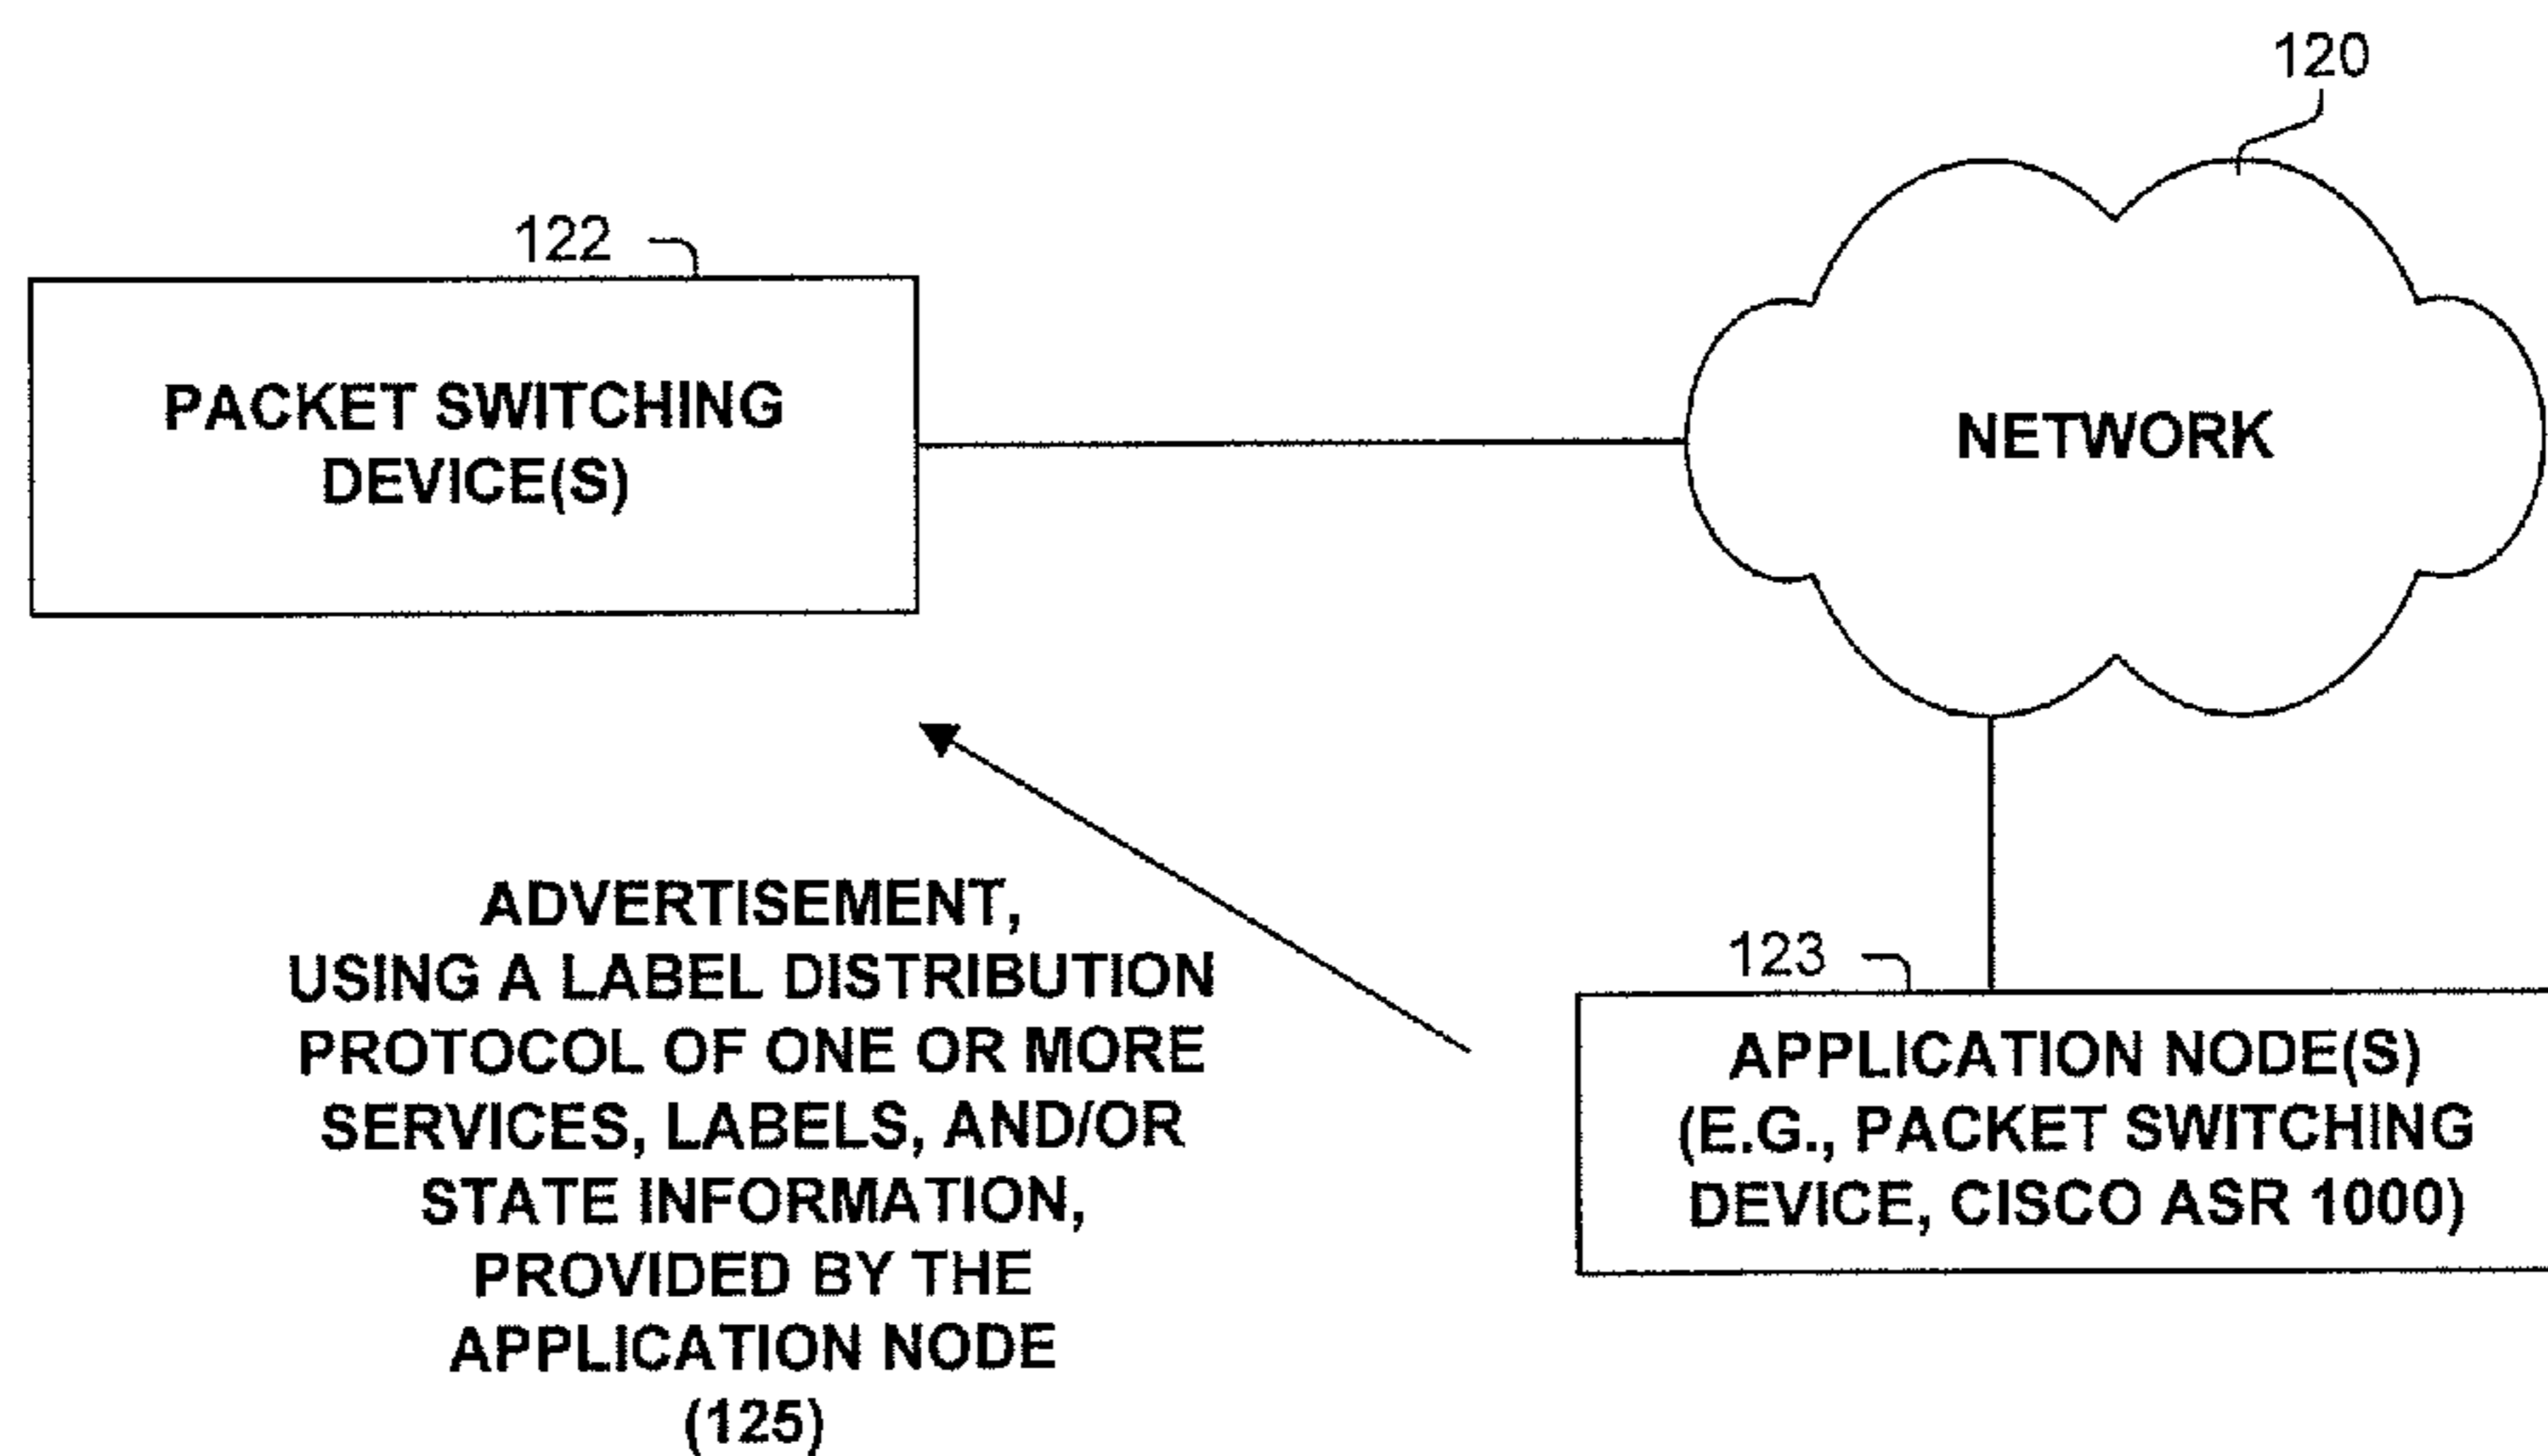 120
122
PACKET SWITCHING
DEVICE(S)
NETWORK
ADVERTISEMENT,
USING A LABEL DISTRIBUTION
PROTOCOL OF ONE OR MORE
SERVICES, LABELS, AND/OR
STATE INFORMATION,
PROVIDED BY THE
APPLICATION NODE
(125)
123
APPLICATION NODE(S)
(E.G., PACKET SWITCHING
DEVICE, CISCO ASR 1000)